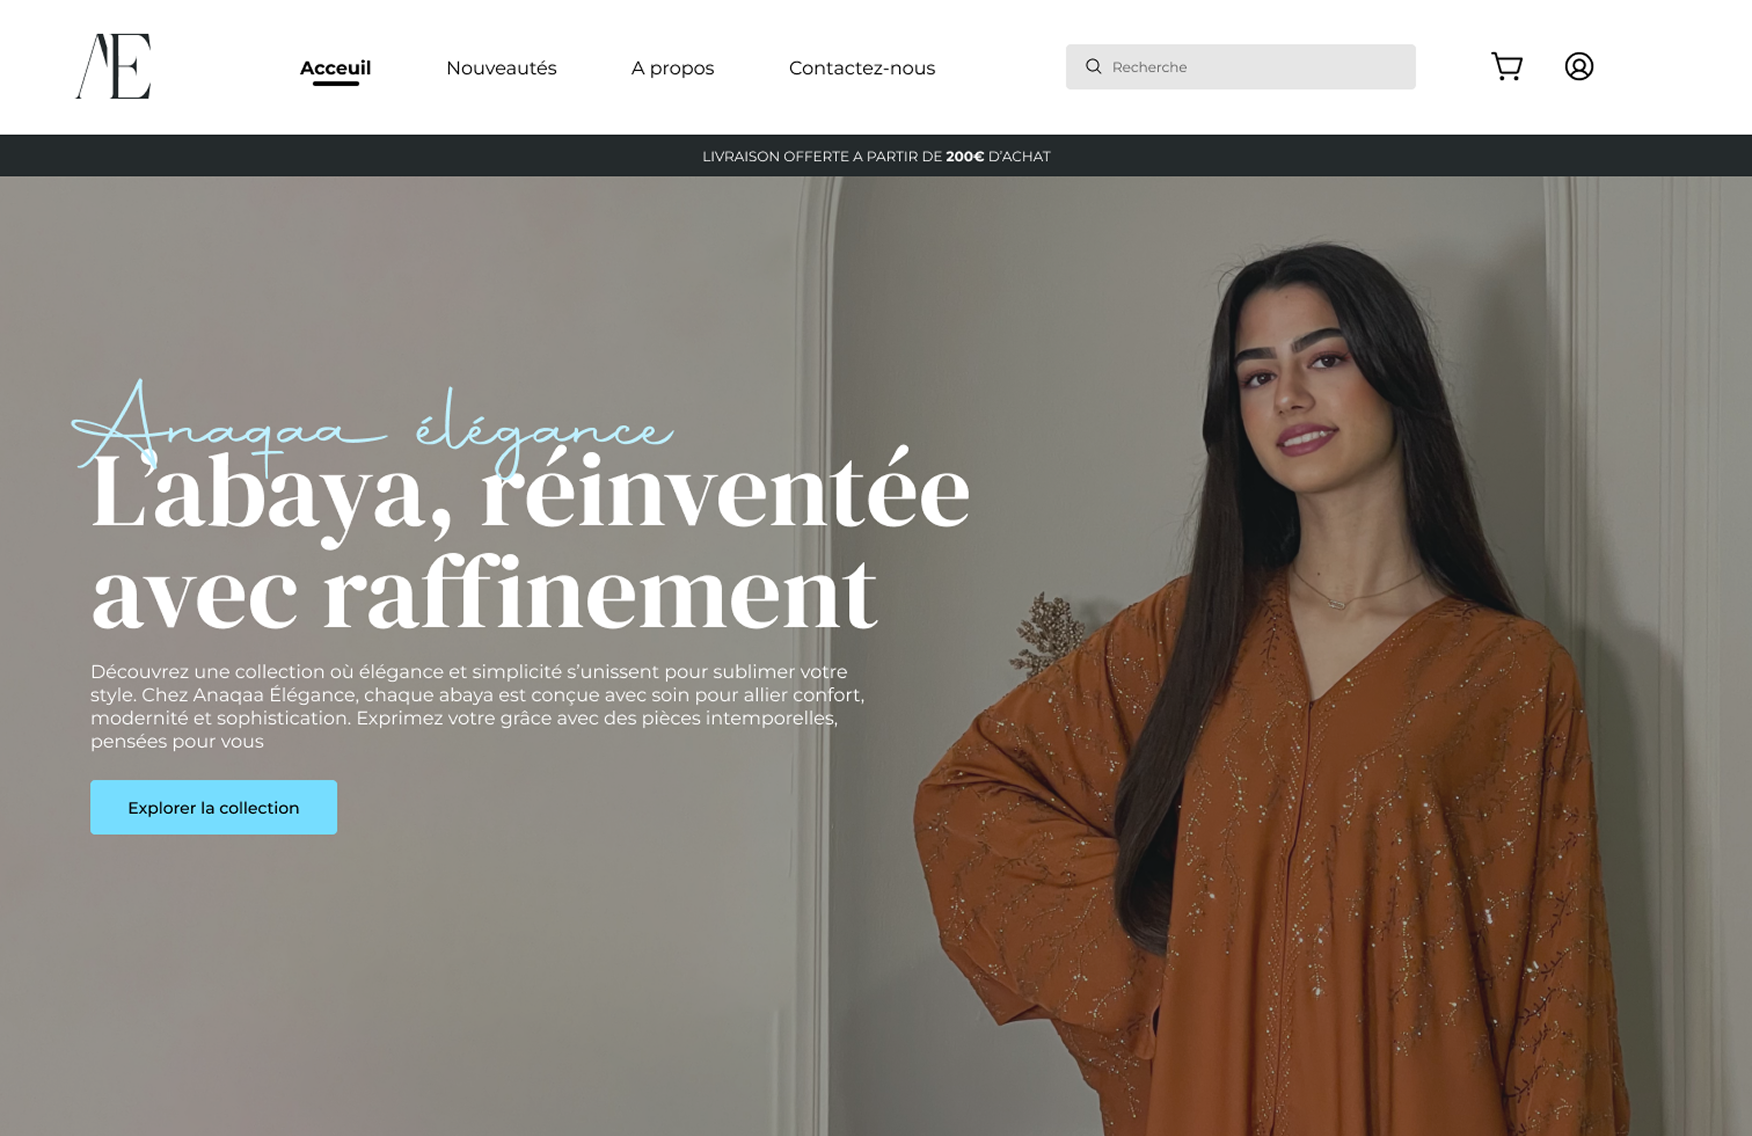 AE
Acceuil
Nouveautés
A propos
Contactez-nous
Recherche
LIVRAISON OFFERTE A PARTIR DE 200€ D’ACHAT
Anaqaa élégance
L’abaya, réinventée
avec raffinement
Découvrez une collection où élégance et simplicité s’unissent pour sublimer votre
style. Chez Anaqaa Élégance, chaque abaya est conçue avec soin pour allier confort,
modernité et sophistication. Exprimez votre grâce avec des pièces intemporelles,
pensées pour vous
Explorer la collection